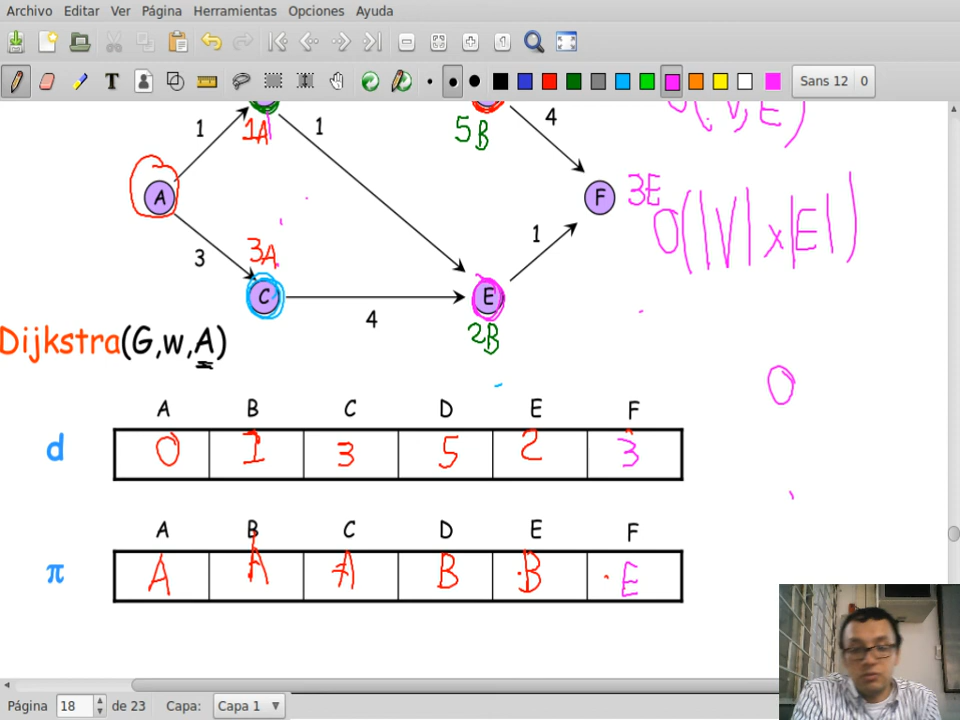 Archivo Editar Ver Página Herramientas Opciones Ayuda
T Sans 12 0
1 1A 1 5B 4
A F 3E O(|V|x|E|)
3 3A 1
C E
4 2B
Dijkstra(G,w,A)
O
A B C D E F
d 0 1 3 5 2 3
A B C D E F
π A A A B B E
Página 18 de 23 Capa: Capa 1